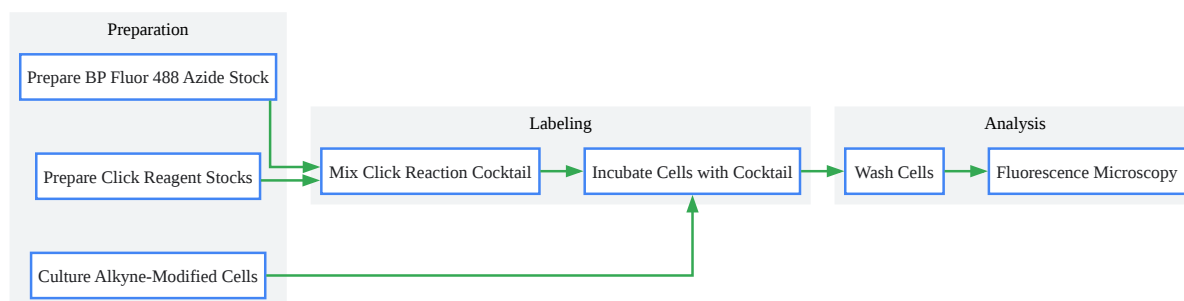 Preparation
Prepare BP Fluor 488 Azide Stock
Prepare Click Reagent Stocks
Culture Alkyne-Modified Cells
Labeling
Mix Click Reaction Cocktail
Incubate Cells with Cocktail
Analysis
Wash Cells
Fluorescence Microscopy